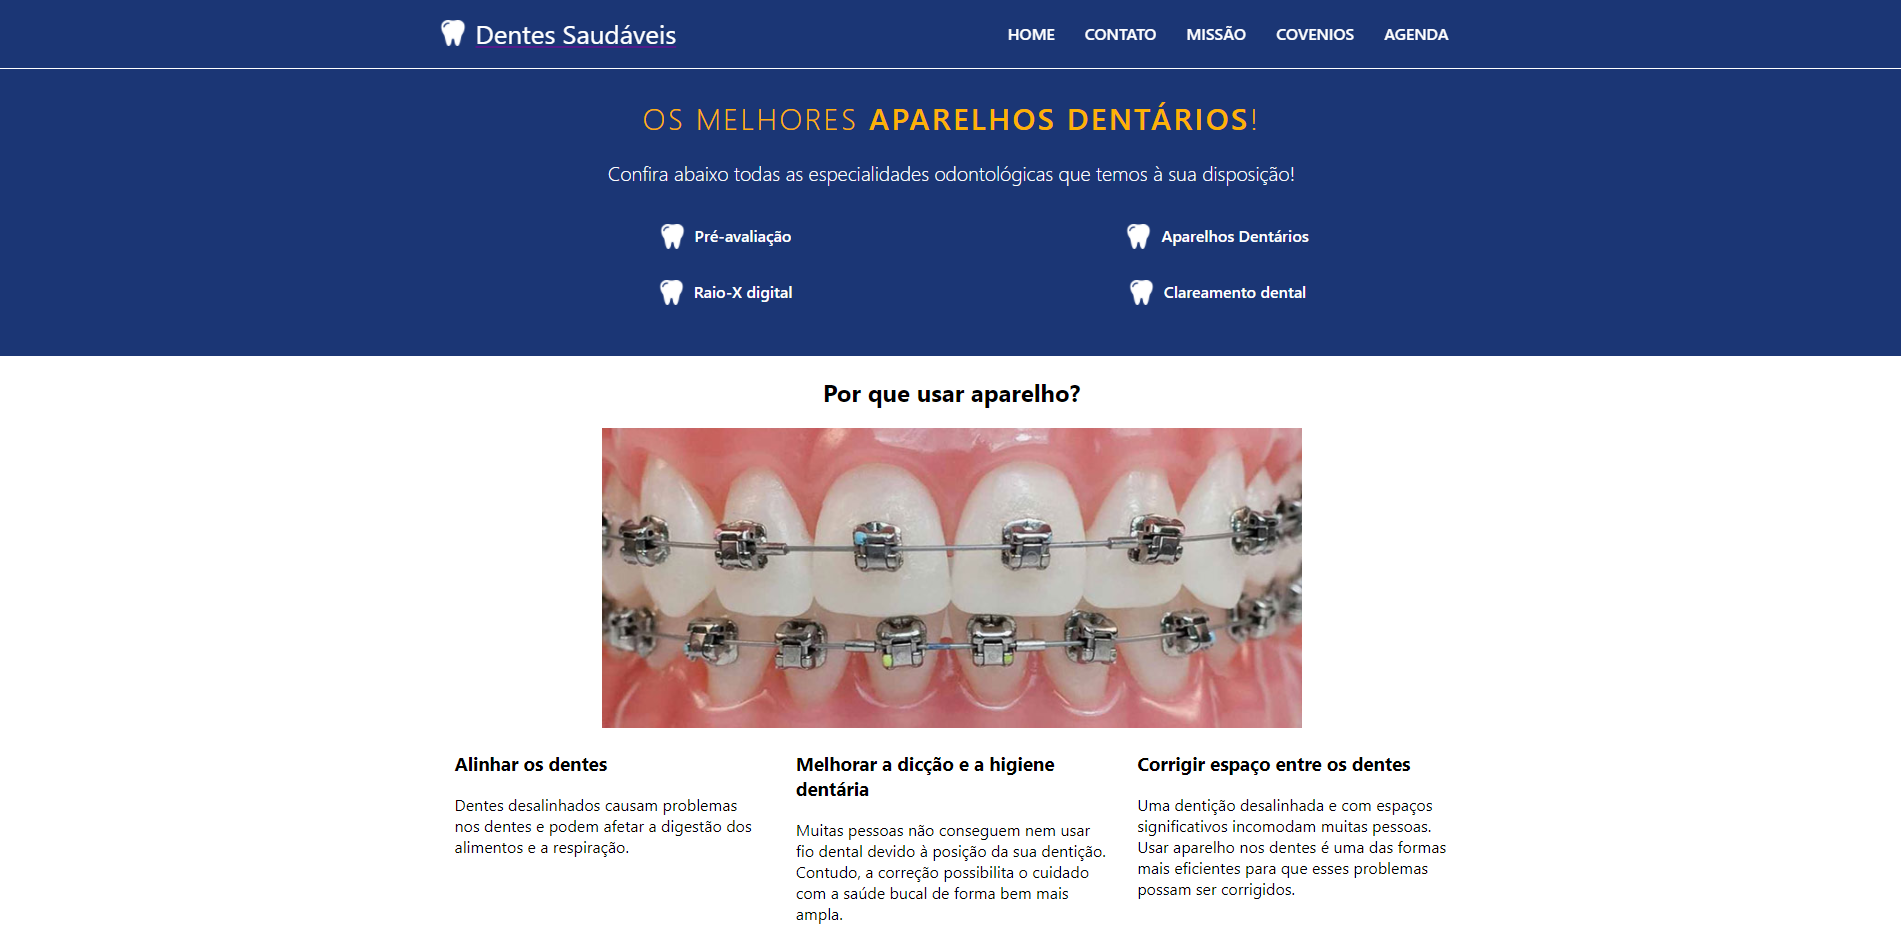 Dentes Saudáveis
HOME CONTATO MISSÃO COVENIOS AGENDA
OS MELHORES APARELHOS DENTÁRIOS!
Confira abaixo todas as especialidades odontológicas que temos à sua disposição!
Pré-avaliação
Aparelhos Dentários
Raio-X digital
Clareamento dental
Por que usar aparelho?
Alinhar os dentes
Dentes desalinhados causam problemas
nos dentes e podem afetar a digestão dos
alimentos e a respiração.
Melhorar a dicção e a higiene
dentária
Muitas pessoas não conseguem nem usar
fio dental devido à posição da sua dentição.
Contudo, a correção possibilita o cuidado
com a saúde bucal de forma bem mais
ampla.
Corrigir espaço entre os dentes
Uma dentição desalinhada e com espaços
significativos incomodam muitas pessoas.
Usar aparelho nos dentes é uma das formas
mais eficientes para que esses problemas
possam ser corrigidos.